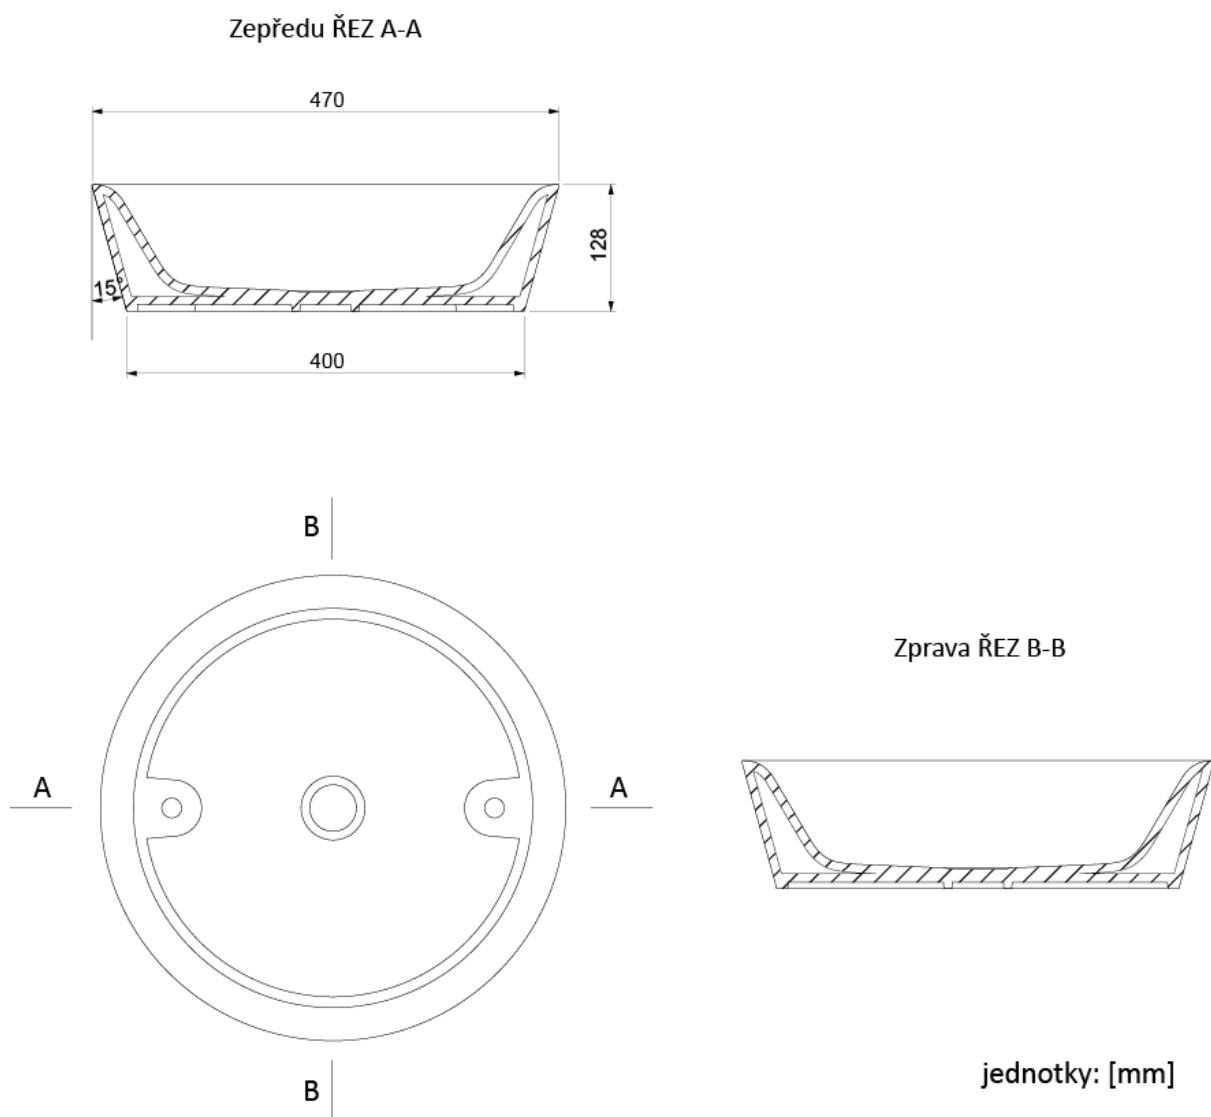 Zepředu ŘEZ A-A
470
128
15°
400
B
A
A
B
Zprava ŘEZ B-B
jednotky: [mm]